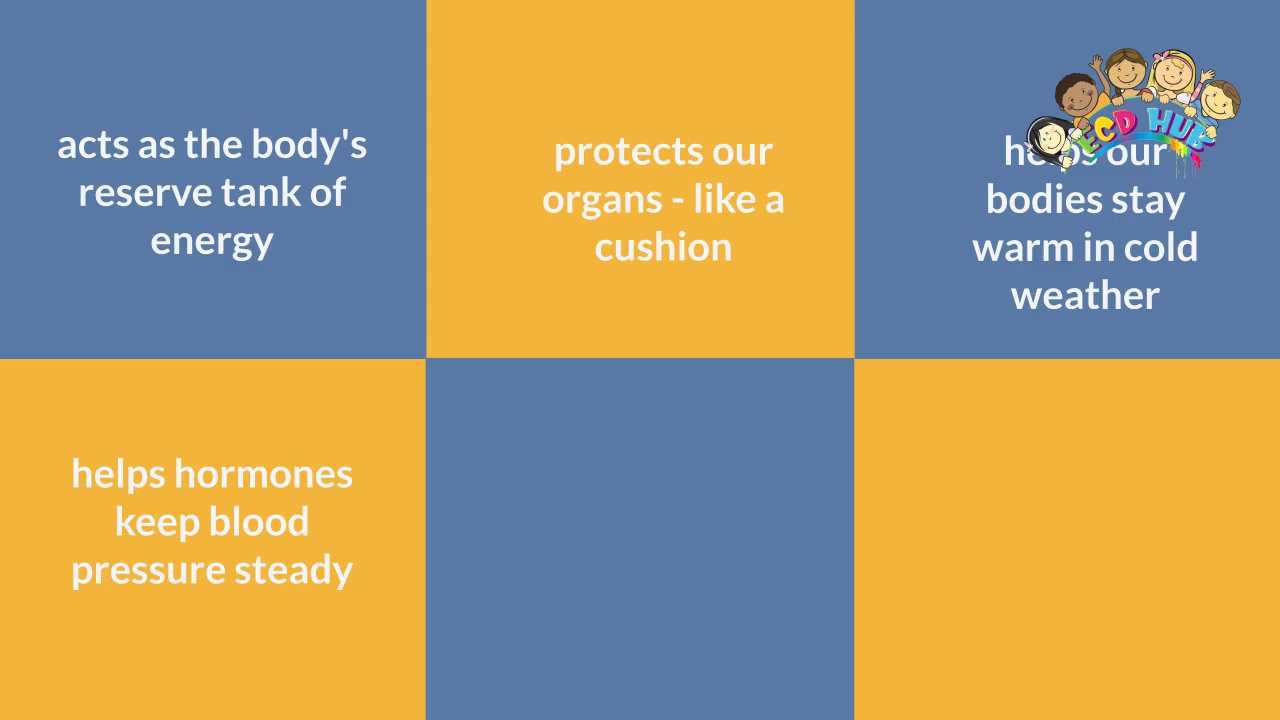 acts as the body's
reserve tank of
energy
protects our
organs - like a
cushion
ECD HUB
helps our
bodies stay
warm in cold
weather
helps hormones
keep blood
pressure steady